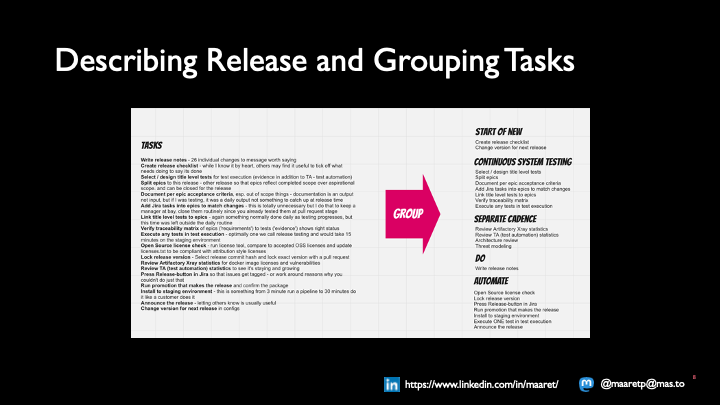 Describing Release and Grouping Tasks
TASKS
Write release notes - 26 individual changes to message worth saying
Create release checklist - while I know it by heart, others may find it useful to tick off what
needs doing to say its done
Select / design title level tests for test execution (evidence in addition to TA - test automation)
Split epics to this release - other release so that epics reflect completed scope over aspirational
scope, and can be closed for the release
Document per epic acceptance criteria, esp. out of scope things - documentation is an output
net input, but if I was testing, it was a daily output not something to catch up at release time
Add Jira tasks into epics to match changes - this is totally unnecessary but I do that to keep a
manager at bay, close them routinely since you already tested them at pull request stage
Link title level tests to epics - again something normally done daily as testing progresses, but
this time was left outside the daily routine
Verify traceability matrix of epics ('requirements') to tests ('evidence') shows right status
Execute any tests in test execution - optimally one we call release testing and would take 15
minutes on the staging environment
Open Source license check - run license tool, compare to accepted OSS licenses and update
licenses.txt to be compliant with attribution style licenses
Lock release version - Select release commit hash and lock exact version with a pull request
Review Artifactory Xray statistics for docker image licenses and vulnerabilities
Review TA (test automation) statistics to see it's staying and growing
Press Release-button in Jira so that issues get tagged - or work around reasons why you
couldn't do just that
Run promotion that makes the release and confirm the package
Install to staging environment - this is something from 3 minute run a pipeline to 30 minutes do
it like a customer does it
Announce the release - letting others know is usually useful
Change version for next release in configs
GROUP
START OF NEW
Create release checklist
Change version for next release
CONTINUOUS SYSTEM TESTING
Select / design title level tests
Split epics
Document per epic acceptance criteria
Add Jira tasks into epics to match changes
Link title level tests to epics
Verify traceability matrix
Execute any tests in test execution
SEPARATE CADENCE
Review Artifactory Xray statistics
Review TA (test automation) statistics
Architecture review
Threat modeling
DO
Write release notes
AUTOMATE
Open Source license check
Lock release version
Press Release-button in Jira
Run promotion that makes the release
Install to staging environment
Execute ONE test in test execution
Announce the release
in https://www.linkedin.com/in/maaret/
@maaretp@mas.to